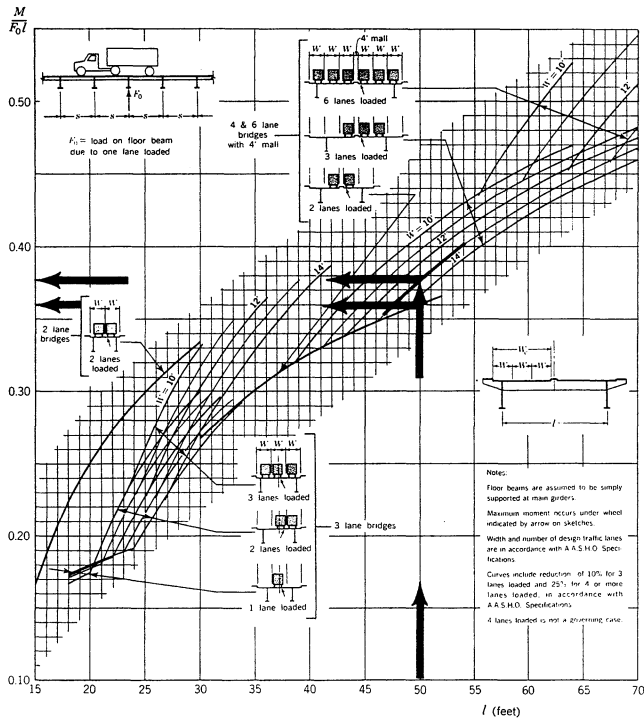 M
F₀l
0.50
0.40
0.30
0.20
0.10
15
20
25
30
35
40
45
50
55
60
65
70
l (feet)
F₀
s
s
s
s
s
F₀ = load on floor beam
due to one lane loaded
4' mall
W W W W W W
6 lanes loaded
4 & 6 lane
bridges
with 4' mall
3 lanes loaded
2 lanes loaded
W = 10'
12'
W = 10'
12'
14'
W W
2 lane
bridges
2 lanes
loaded
W = 10'
12'
14'
W W W
3 lanes loaded
2 lanes loaded
3 lane bridges
1 lane loaded
W W W
l
Notes:
Floor beams are assumed to be simply
supported at main girders.
Maximum moment occurs under wheel
indicated by arrow on sketches.
Width and number of design traffic lanes
are in accordance with A.A.S.H.O. Speci-
fications
Curves include reduction of 10% for 3
lanes loaded and 25% for 4 or more
lanes loaded, in accordance with
A.A.S.H.O. Specifications
4 lanes loaded is not a governing case.